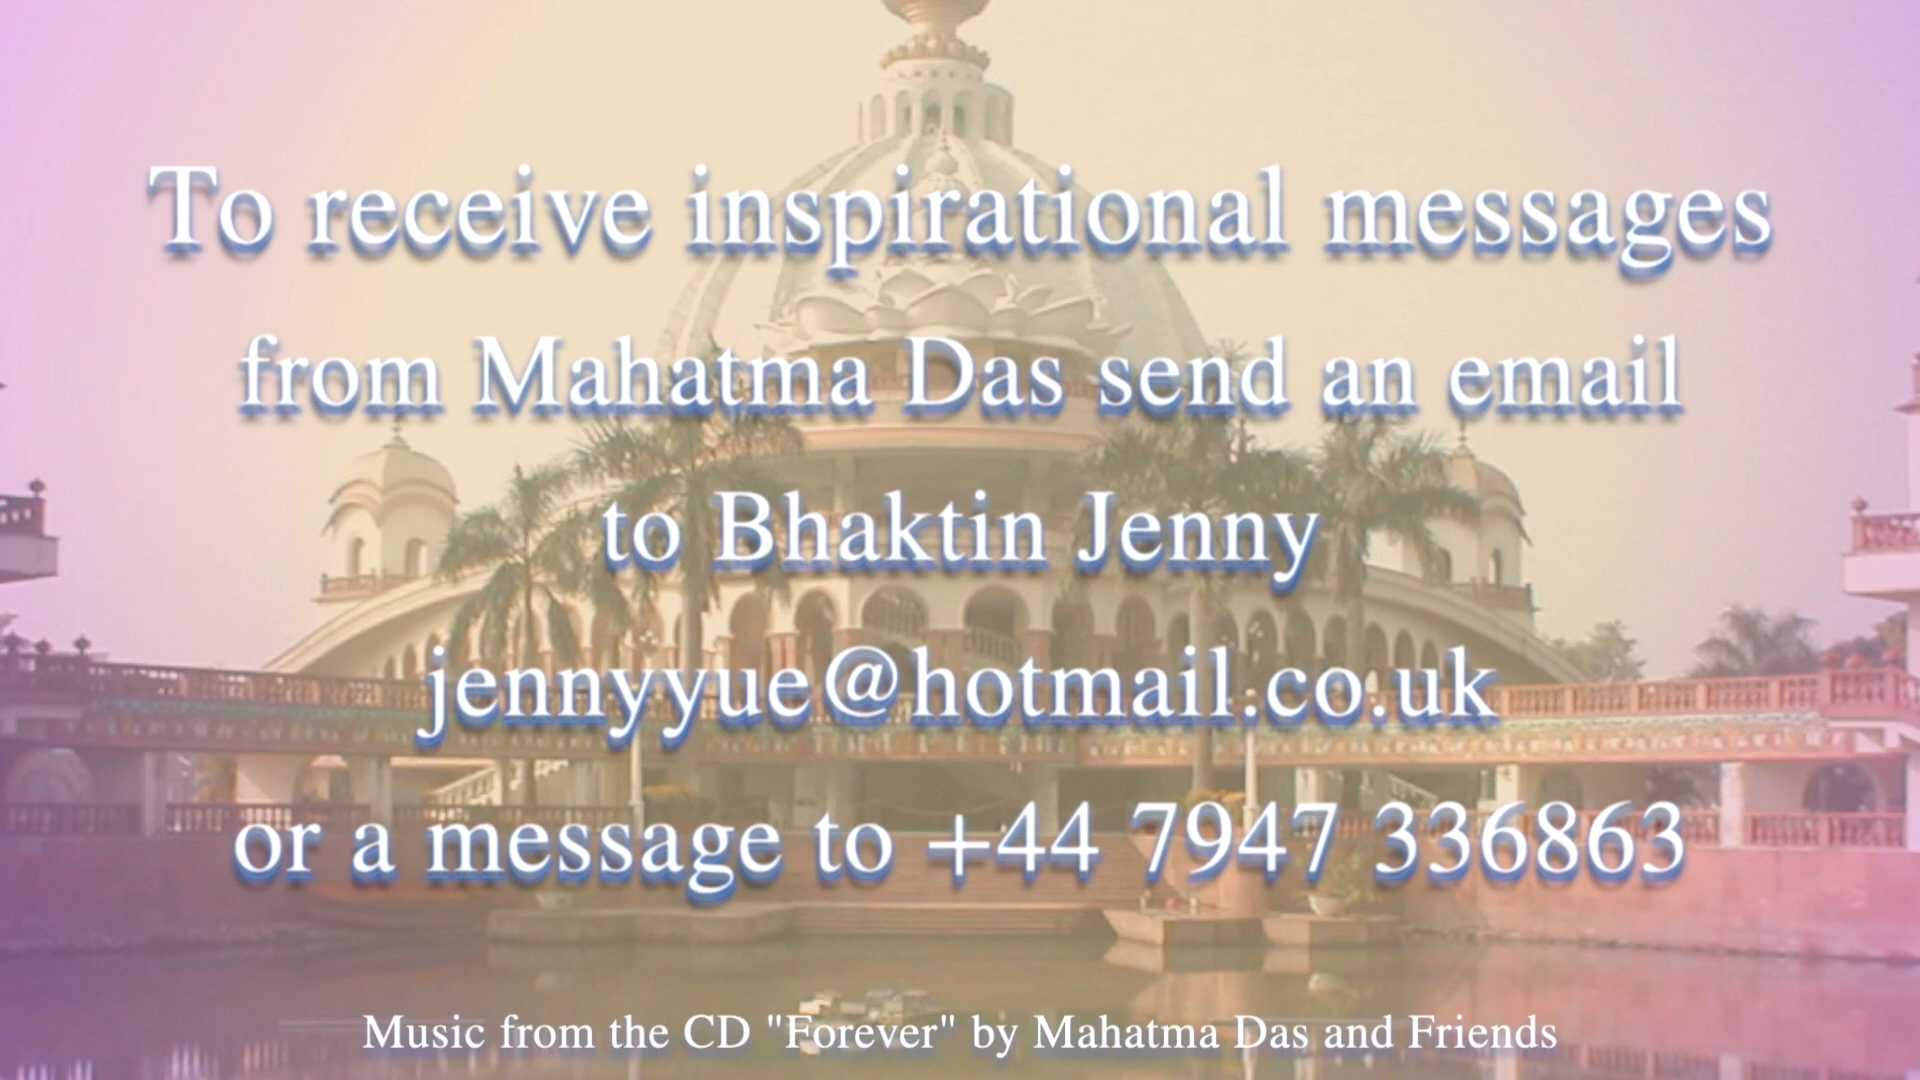 To receive inspirational messages
from Mahatma Das send an email
to Bhaktin Jenny
jennyyue@hotmail.co.uk
or a message to +44 7947 336863
Music from the CD "Forever" by Mahatma Das and Friends